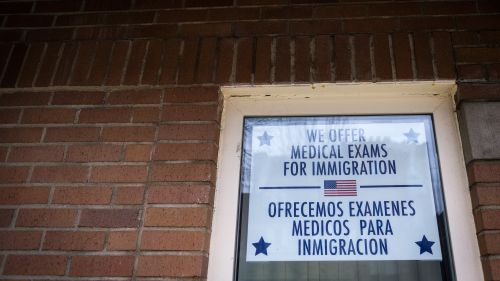 WE OFFER
MEDICAL EXAMS
FOR IMMIGRATION
OFRECEMOS EXAMENES
MEDICOS PARA
INMIGRACION